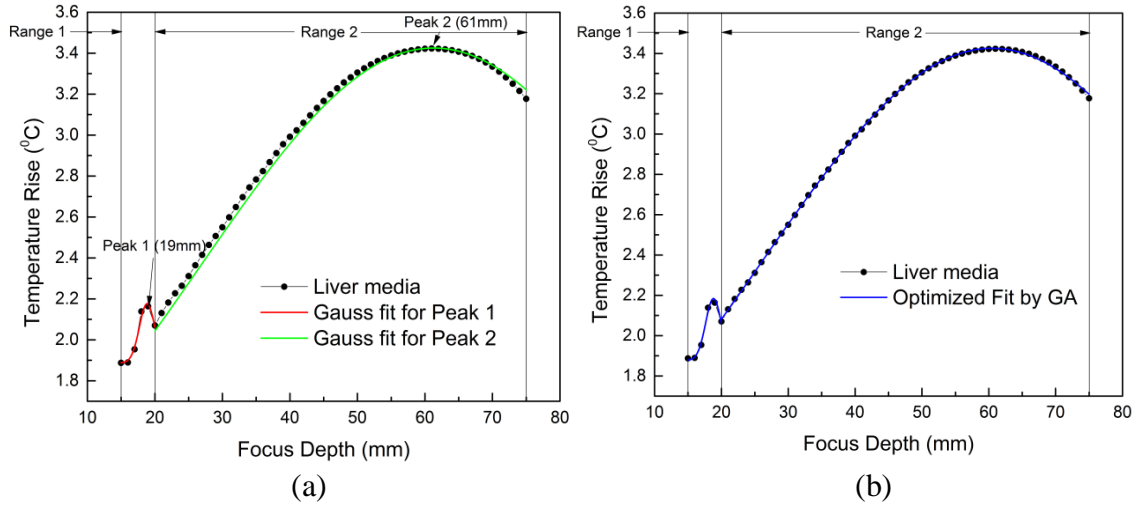 3.6
3.4
3.2
3.0
2.8
2.6
2.4
2.2
2.0
1.8
Temperature Rise (⁰C)
Range 1
Range 2
Peak 2 (61mm)
Peak 1 (19mm)
Liver media
Gauss fit for Peak 1
Gauss fit for Peak 2
10 20 30 40 50 60 70 80
Focus Depth (mm)
(a)
3.6
3.4
3.2
3.0
2.8
2.6
2.4
2.2
2.0
1.8
Temperature Rise (⁰C)
Range 1
Range 2
Liver media
Optimized Fit by GA
10 20 30 40 50 60 70 80
Focus Depth (mm)
(b)